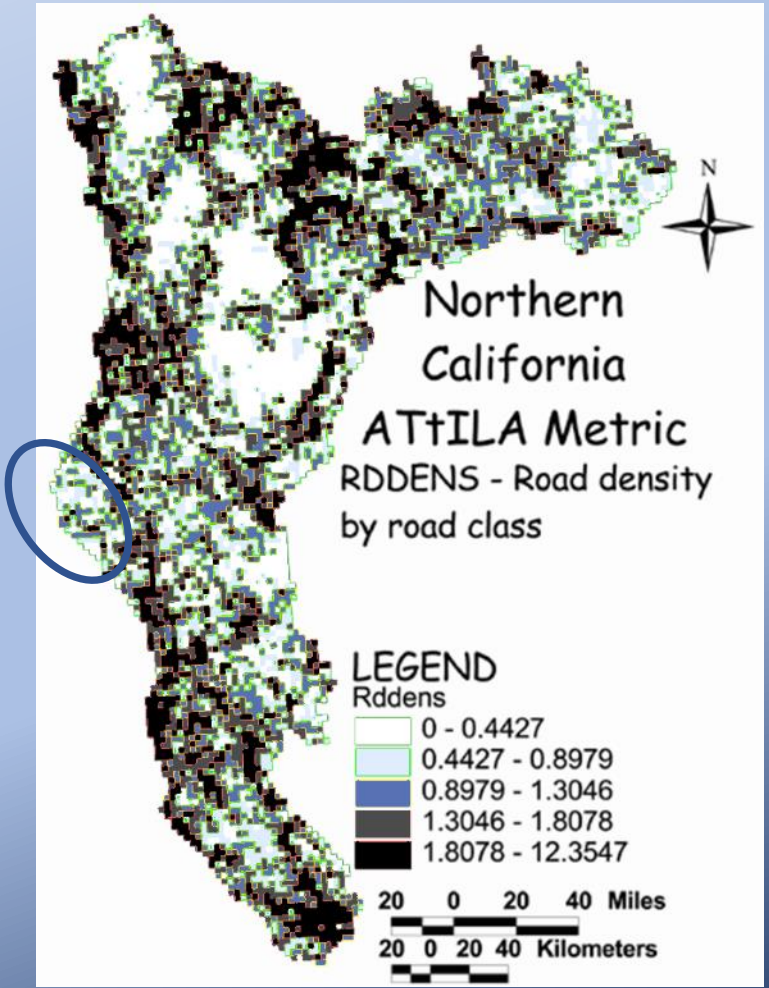 N
Northern
California
ATtILA Metric
RDDENS - Road density
by road class
LEGEND
Rddens
0 - 0.4427
0.4427 - 0.8979
0.8979 - 1.3046
1.3046 - 1.8078
1.8078 - 12.3547
20 0 20 40 Miles
20 0 20 40 Kilometers